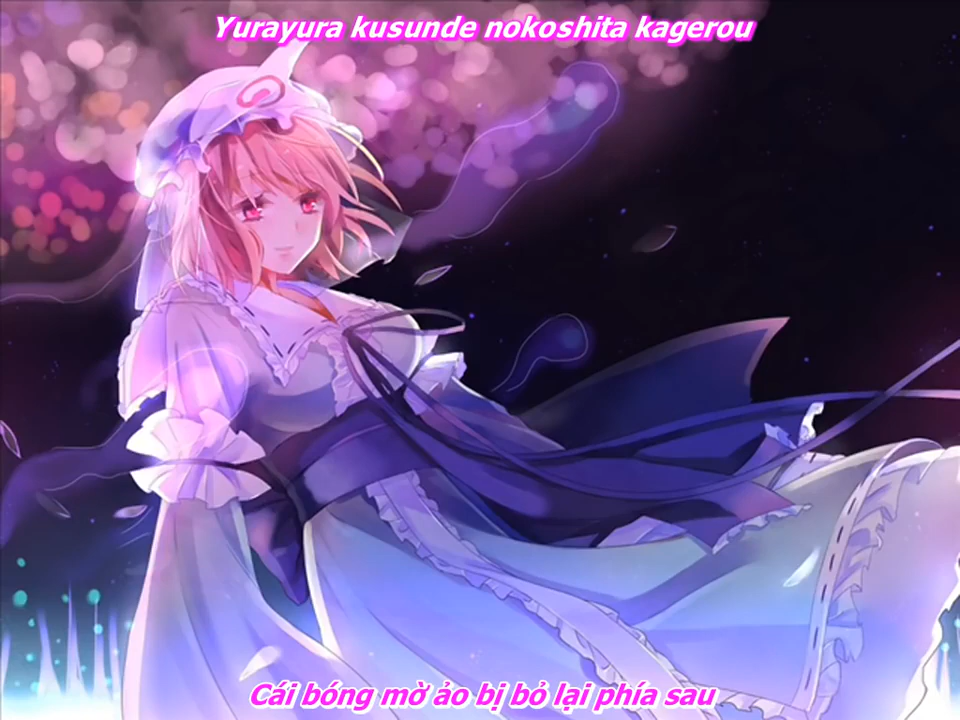 Yurayura kusunde nokoshita kagerou
Cái bóng mờ ảo bị bỏ lại phía sau